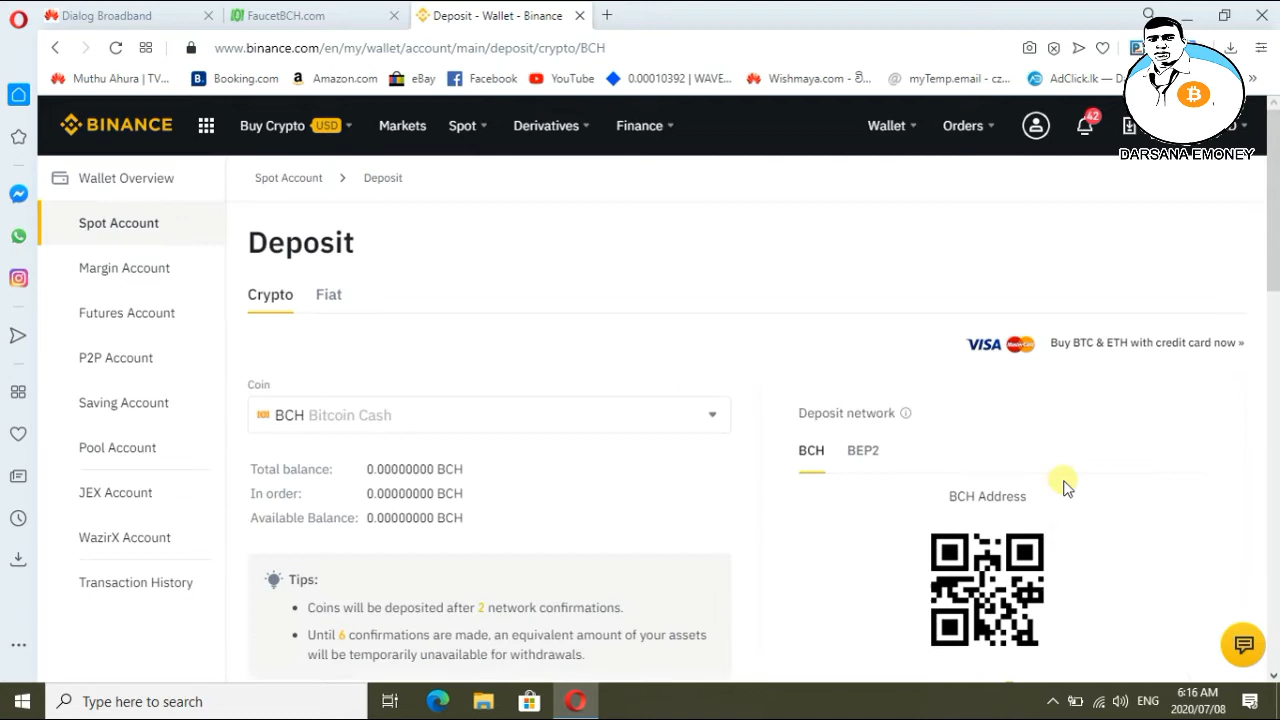 Dialog Broadband
FaucetBCH.com
Deposit - Wallet - Binance
www.binance.com/en/my/wallet/account/main/deposit/crypto/BCH
Muthu Ahura | TV...
Booking.com
Amazon.com
eBay
Facebook
YouTube
0.00010392 | WAVE...
Wishmaya.com - වි...
myTemp.email - cz...
AdClick.lk —
DARSANA EMONEY
BINANCE
Buy Crypto USD
Markets
Spot
Derivatives
Finance
Wallet
Orders
42
Wallet Overview
Spot Account
Margin Account
Futures Account
P2P Account
Saving Account
Pool Account
JEX Account
WazirX Account
Transaction History
Spot Account > Deposit
Deposit
Crypto Fiat
VISA MasterCard Buy BTC & ETH with credit card now »
Coin
BCH Bitcoin Cash
Total balance: 0.00000000 BCH
In order: 0.00000000 BCH
Available Balance: 0.00000000 BCH
Tips:
• Coins will be deposited after 2 network confirmations.
• Until 6 confirmations are made, an equivalent amount of your assets
will be temporarily unavailable for withdrawals.
Deposit network
BCH BEP2
BCH Address
Type here to search
ENG
6:16 AM
2020/07/08